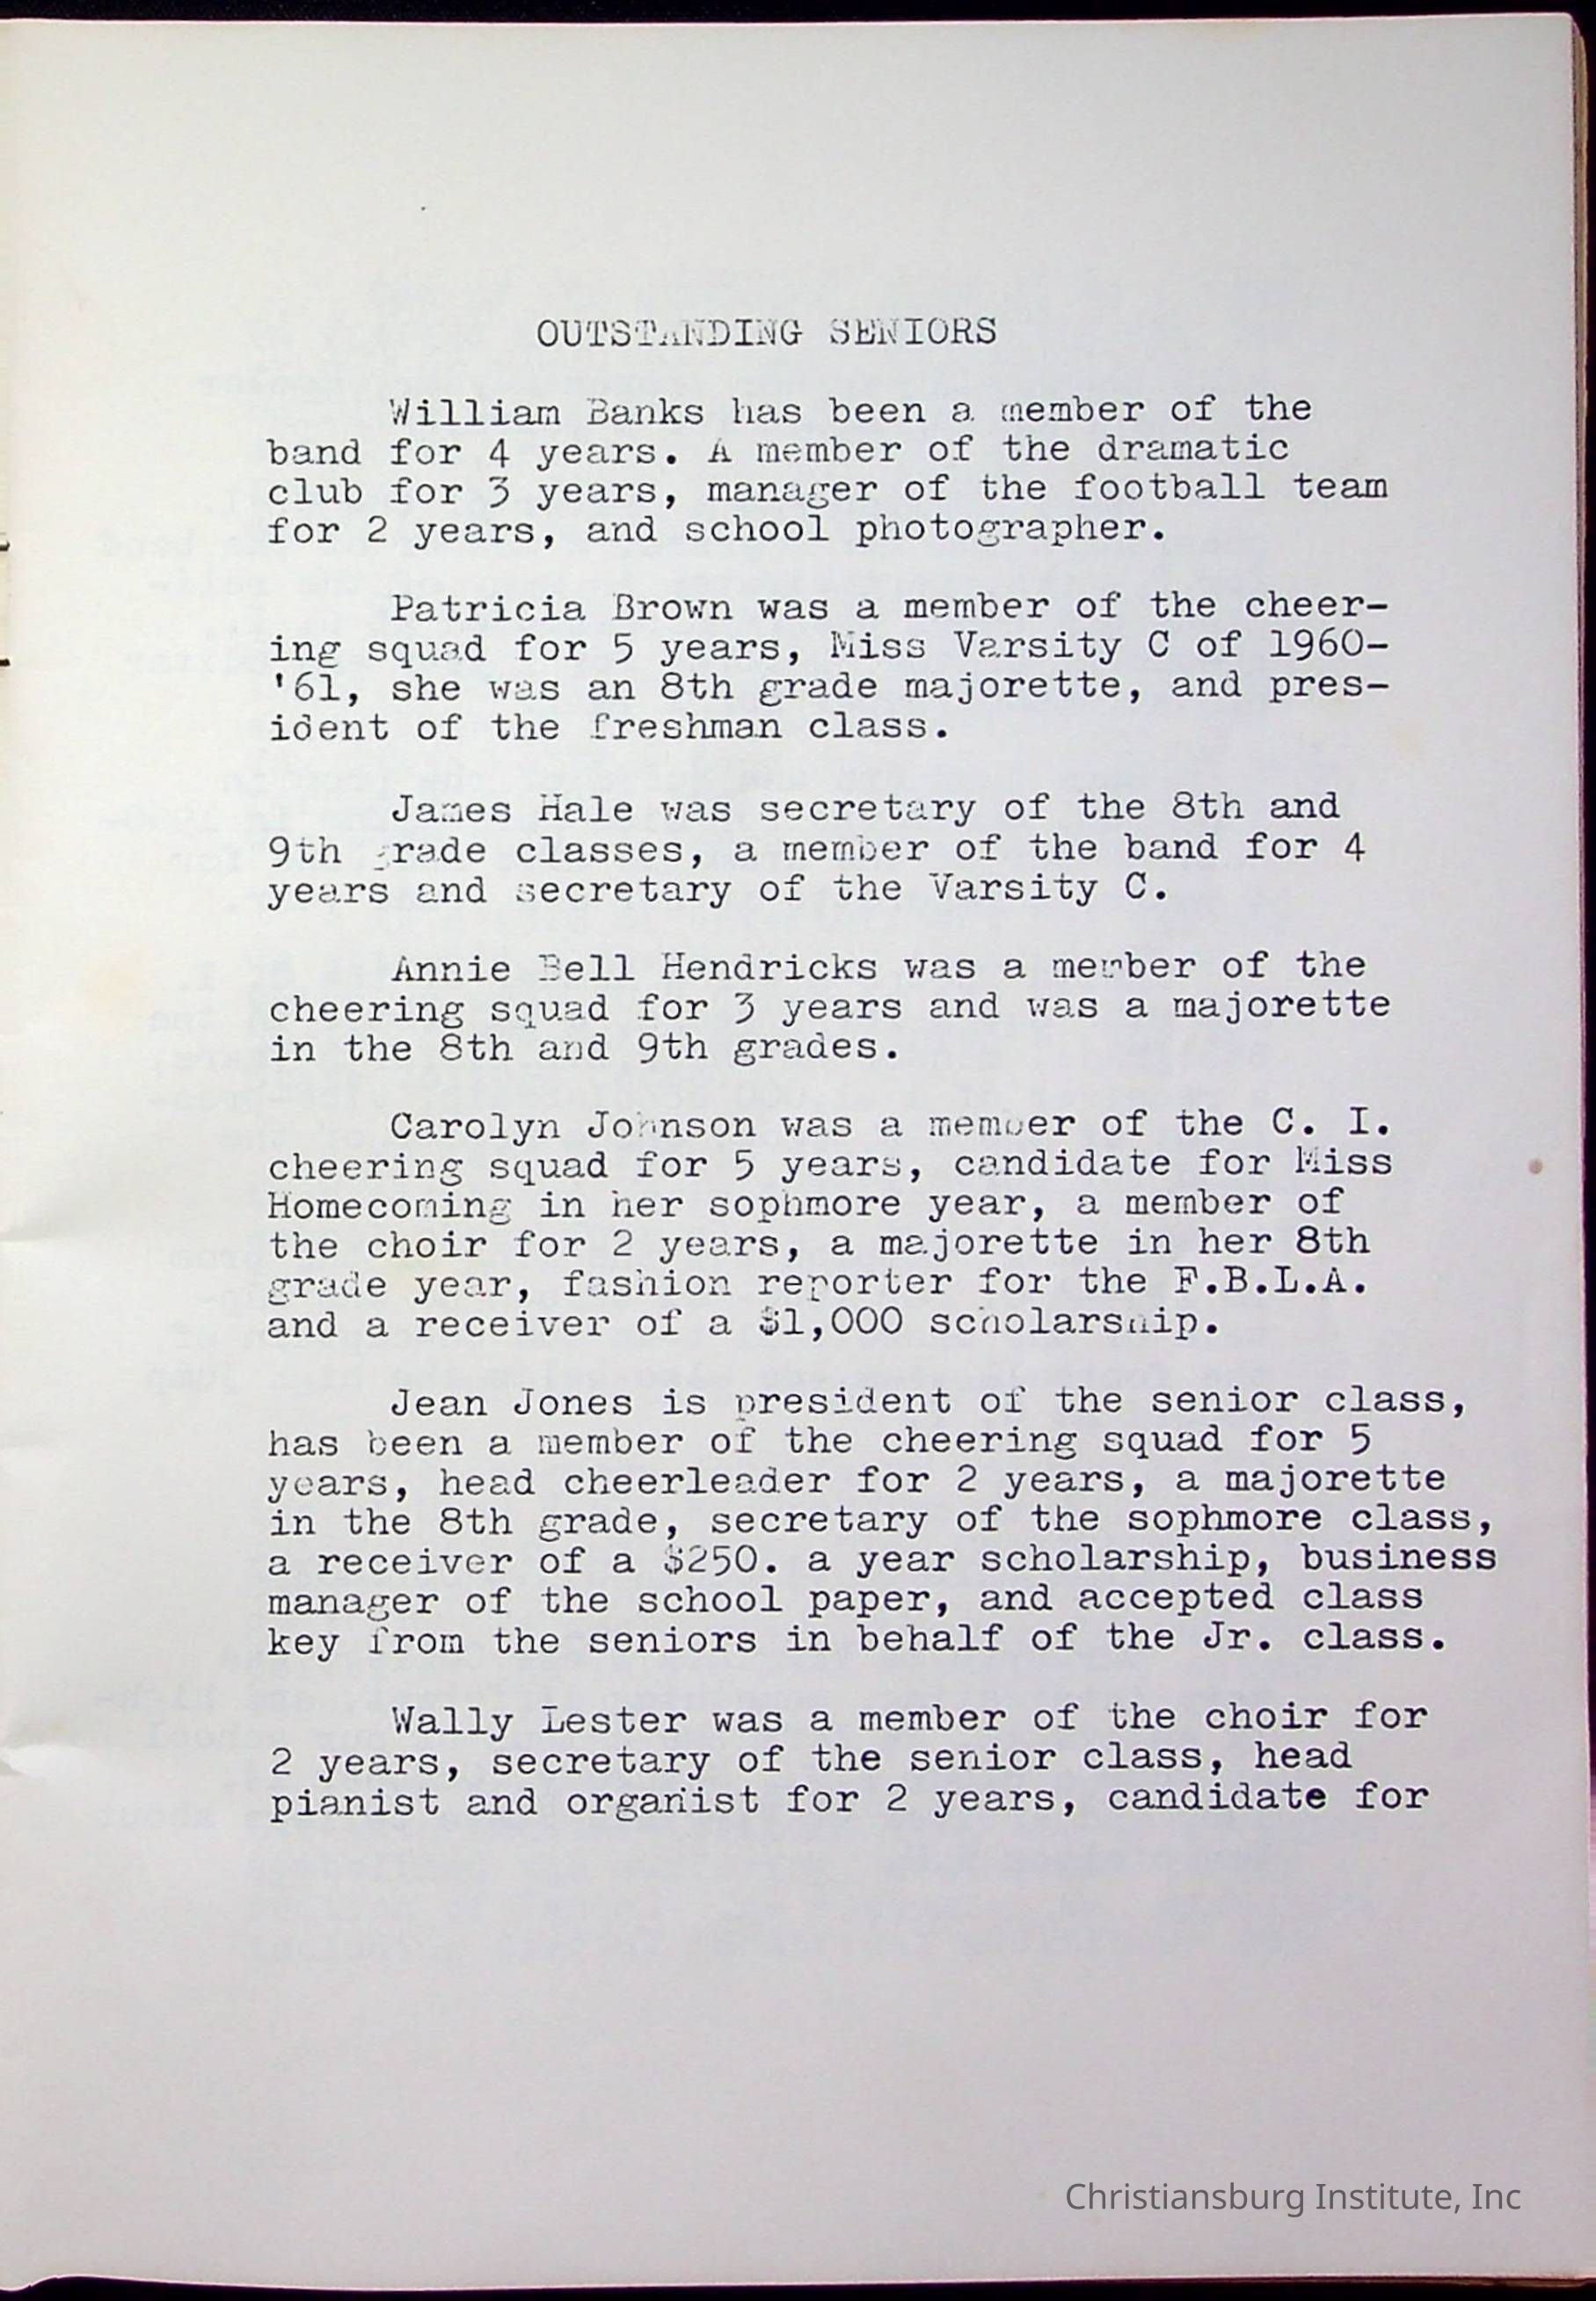 OUTSTANDING SENIORS
William Banks has been a member of the
band for 4 years. A member of the dramatic
club for 3 years, manager of the football team
for 2 years, and school photographer.
Patricia Brown was a member of the cheer-
ing squad for 5 years, Miss Varsity C of 1960-
'61, she was an 8th grade majorette, and pres-
ident of the freshman class.
James Hale was secretary of the 8th and
9th grade classes, a member of the band for 4
years and secretary of the Varsity C.
Annie Bell Hendricks was a member of the
cheering squad for 3 years and was a majorette
in the 8th and 9th grades.
Carolyn Johnson was a member of the C. I.
cheering squad for 5 years, candidate for Miss
Homecoming in her sophmore year, a member of
the choir for 2 years, a majorette in her 8th
grade year, fashion reporter for the F.B.L.A.
and a receiver of a $1,000 scholarship.
Jean Jones is president of the senior class,
has been a member of the cheering squad for 5
years, head cheerleader for 2 years, a majorette
in the 8th grade, secretary of the sophmore class,
a receiver of a $250. a year scholarship, business
manager of the school paper, and accepted class
key from the seniors in behalf of the Jr. class.
Wally Lester was a member of the choir for
2 years, secretary of the senior class, head
pianist and organist for 2 years, candidate for
Christiansburg Institute, Inc